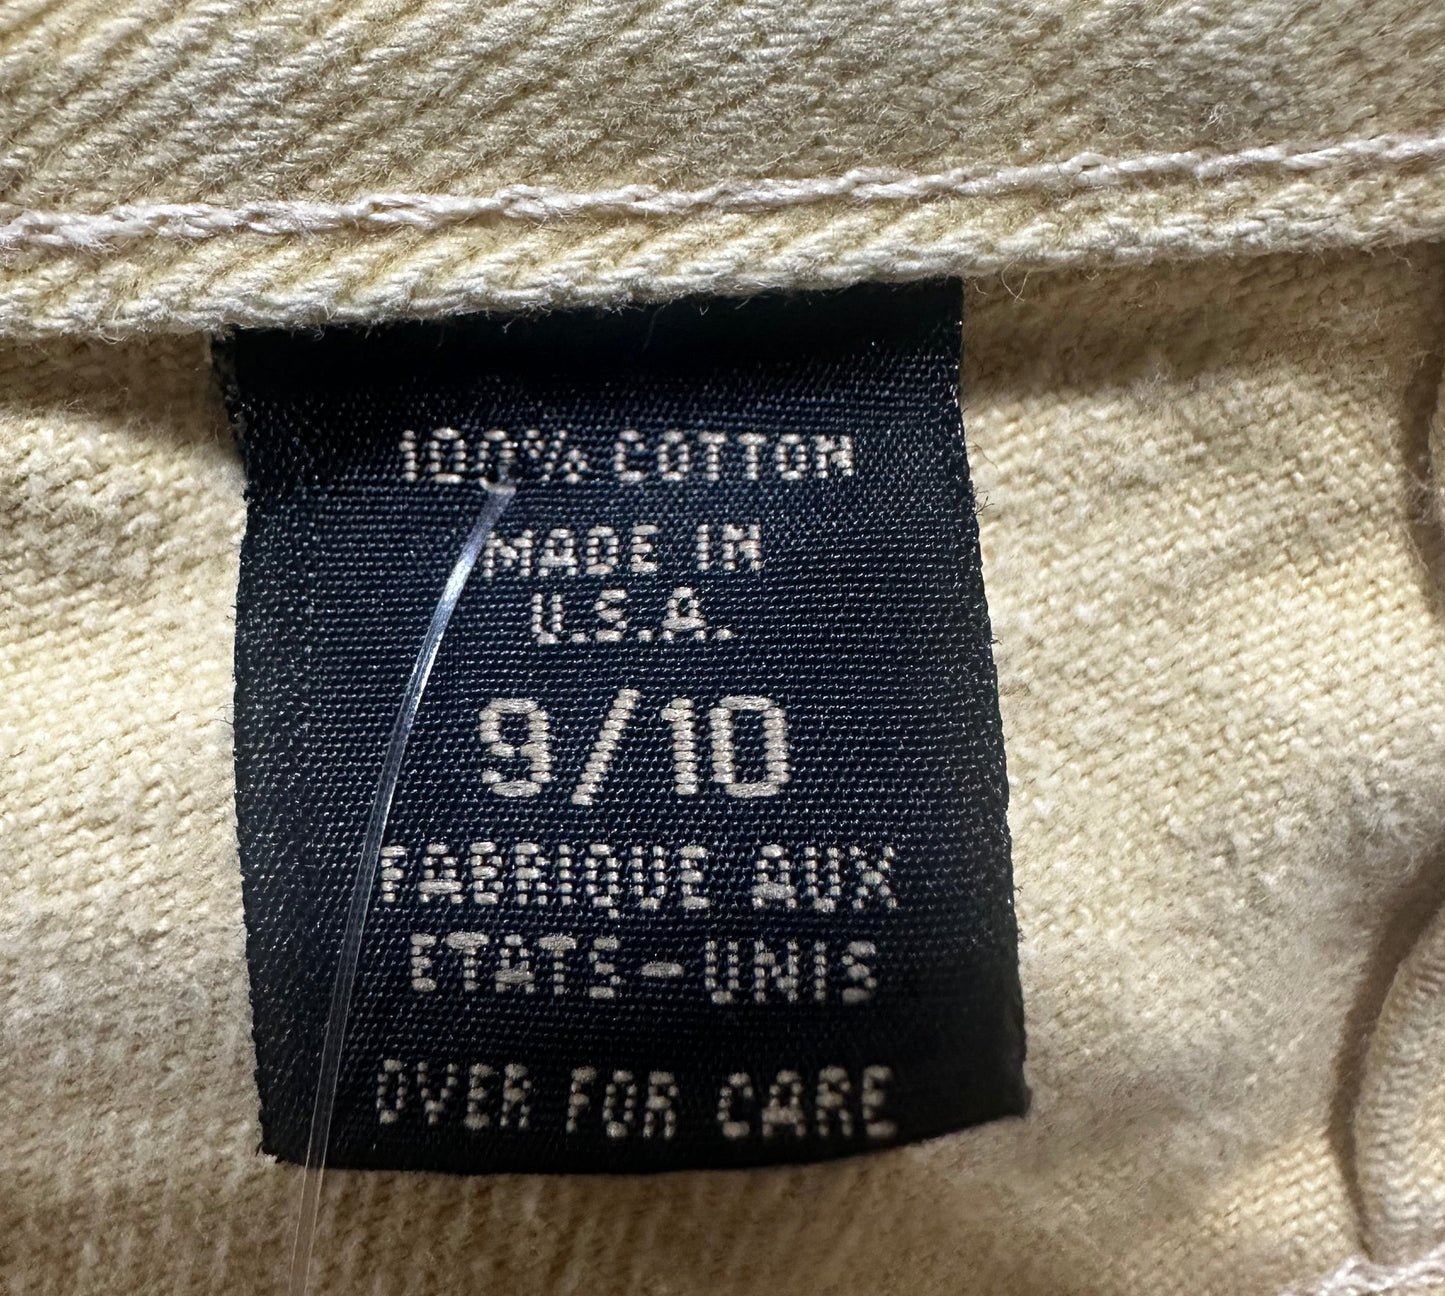 100% COTTON
MADE IN
U.S.A.
9/10
FABRIQUE AUX
ETATS-UNIS
OVER FOR CARE